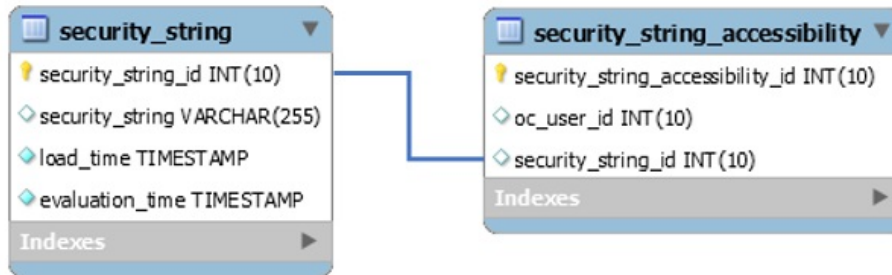 security_string
security_string_id INT(10)
security_string VARCHAR(255)
load_time TIMESTAMP
evaluation_time TIMESTAMP
Indexes
security_string_accessibility
security_string_accessibility_id INT(10)
oc_user_id INT(10)
security_string_id INT(10)
Indexes